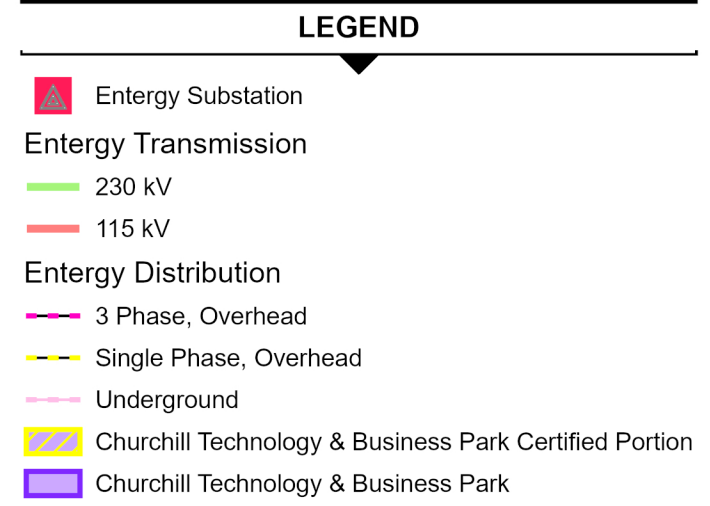 LEGEND
Entergy Substation
Entergy Transmission
230 kV
115 kV
Entergy Distribution
3 Phase, Overhead
Single Phase, Overhead
Underground
Churchill Technology & Business Park Certified Portion
Churchill Technology & Business Park